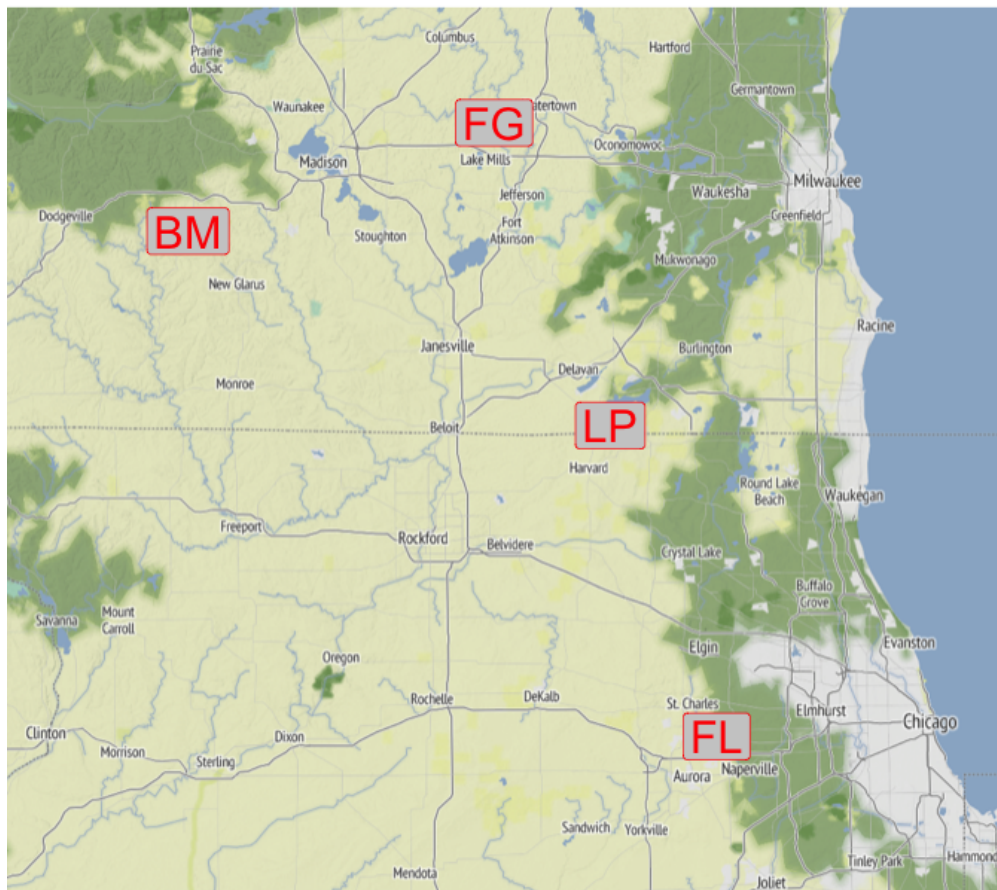 Columbus
Hartford
Prairie
du Sac
Germantown
Waunakee
FG
atertown
Oconomowoc
Madison
Lake Mills
Milwaukee
Waukesha
Jefferson
Dodgeville
BM
Greenfield
Fort
Atkinson
Stoughton
Mukwonago
New Glarus
Racine
Janesville
Burlington
Delavan
Monroe
LP
Beloit
Harvard
Round Lake
Beach
Waukegan
Freeport
Rockford
Belvidere
Crystal Lake
Buffalo
Grove
Mount
Carroll
Savanna
Elgin
Evanston
Oregon
Rochelle
DeKalb
St. Charles
Elmhurst
Chicago
FL
Clinton
Dixon
Morrison
Sterling
Aurora
Naperville
Sandwich
Yorkville
Mendota
Joliet
Tinley Park
Hammond